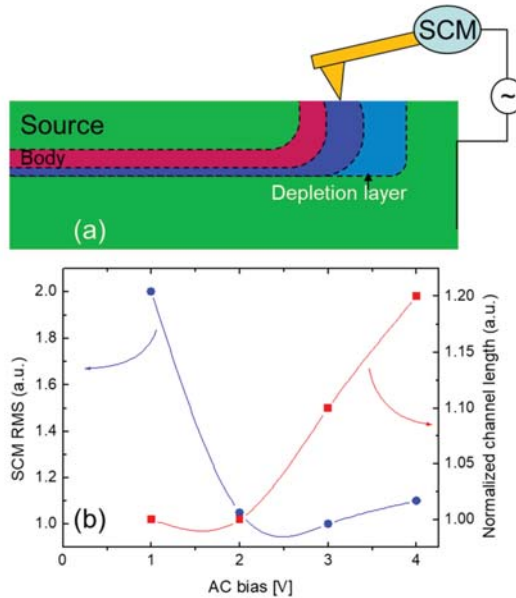 SCM
~
Source
Body
Depletion layer
(a)
2.0
1.8
1.6
1.4
1.2
1.0
SCM RMS (a.u.)
1.20
1.15
1.10
1.05
1.00
Normalized channel length (a.u.)
(b)
0 1 2 3 4
AC bias [V]